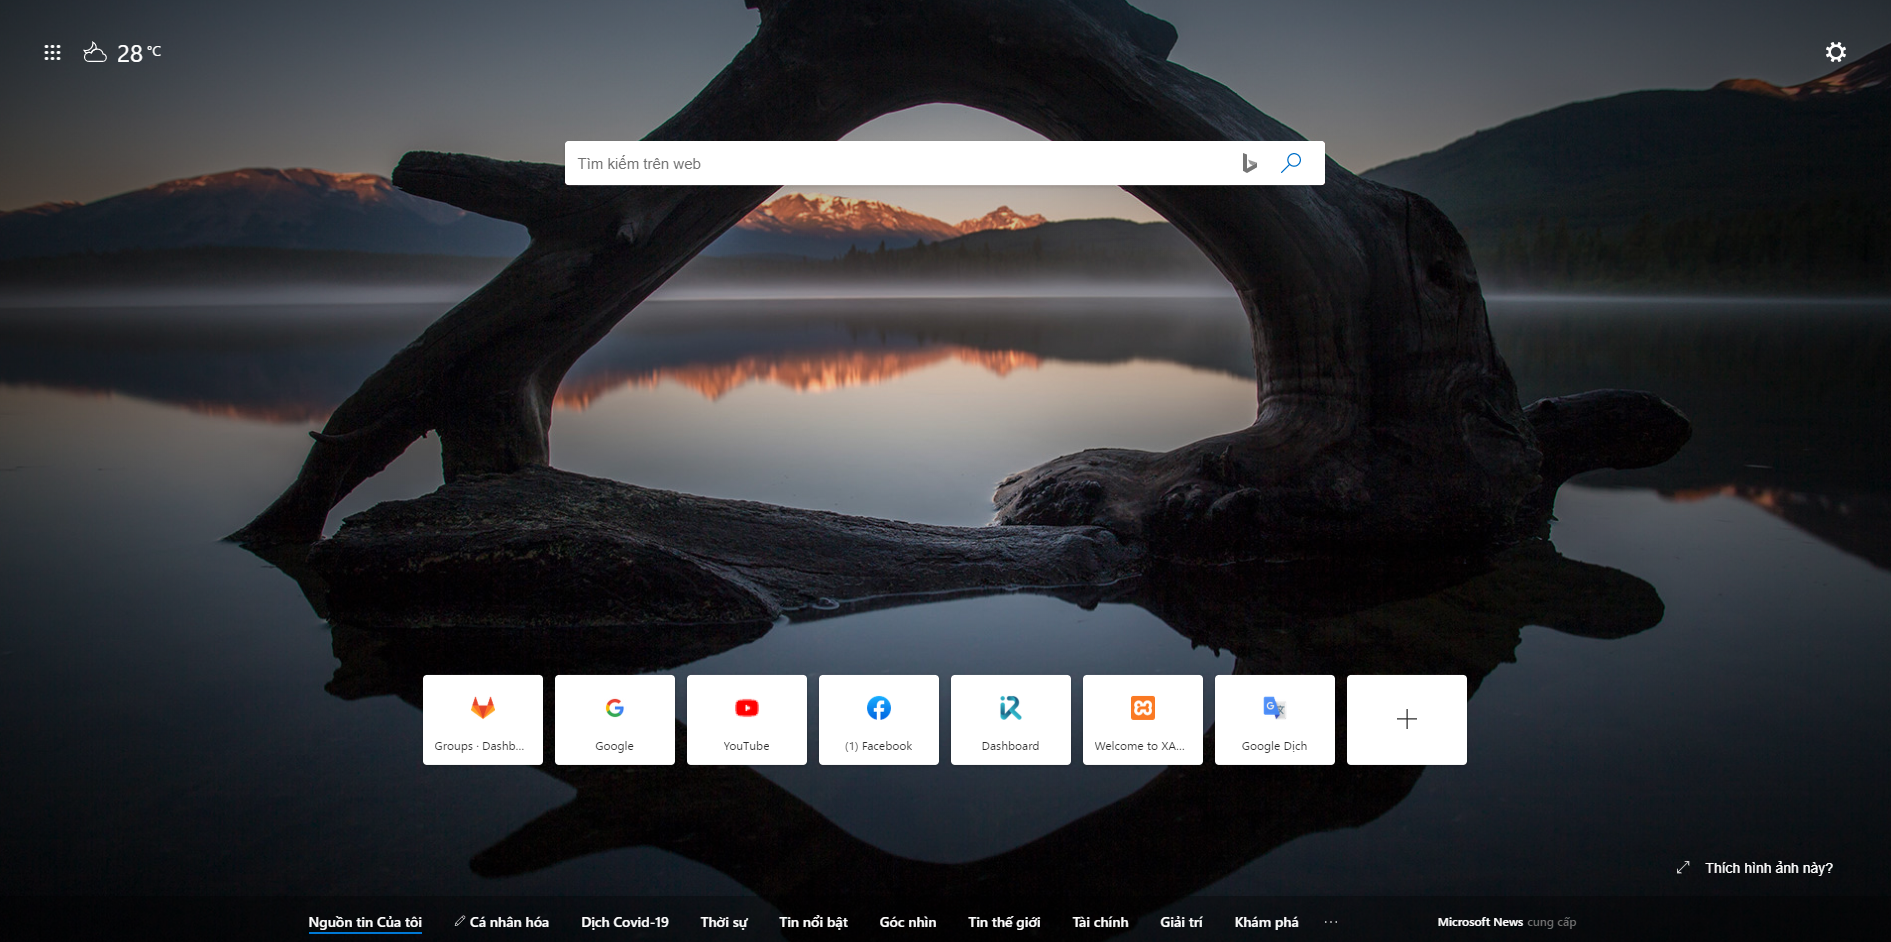 28 °C
Tìm kiếm trên web
Groups · Dashb...
Google
YouTube
(1) Facebook
Dashboard
Welcome to XA...
Google Dịch
Thích hình ảnh này?
Nguồn tin Của tôi
Cá nhân hóa
Dịch Covid-19
Thời sự
Tin nổi bật
Góc nhìn
Tin thế giới
Tài chính
Giải trí
Khám phá
...
Microsoft News cung cấp